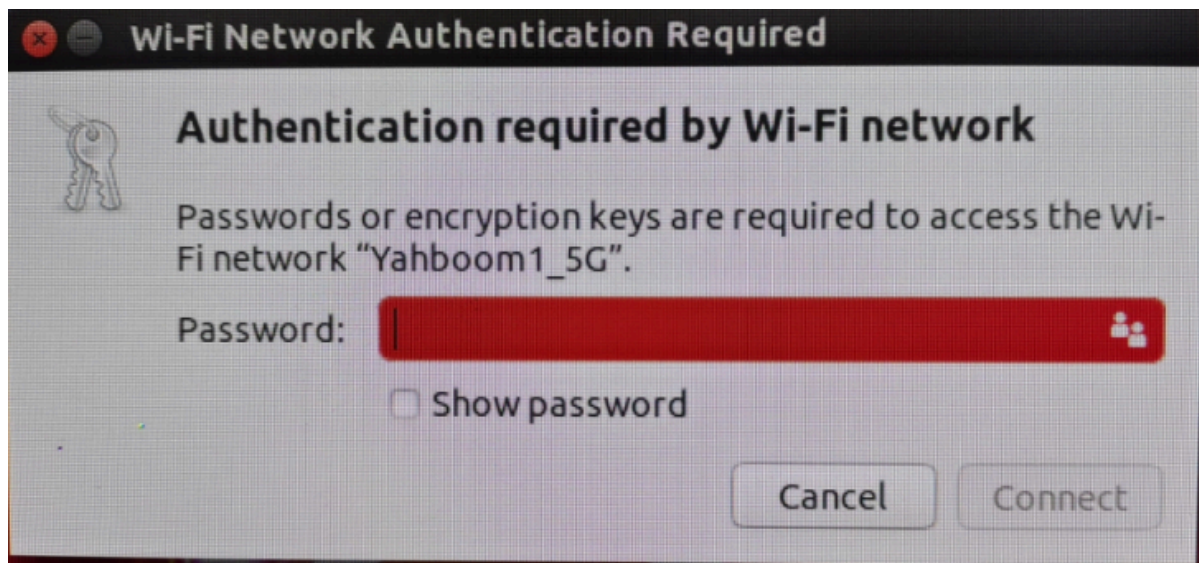 Wi-Fi Network Authentication Required
Authentication required by Wi-Fi network
Passwords or encryption keys are required to access the Wi-
Fi network “Yahboom1_5G”.
Password:
Show password
Cancel
Connect